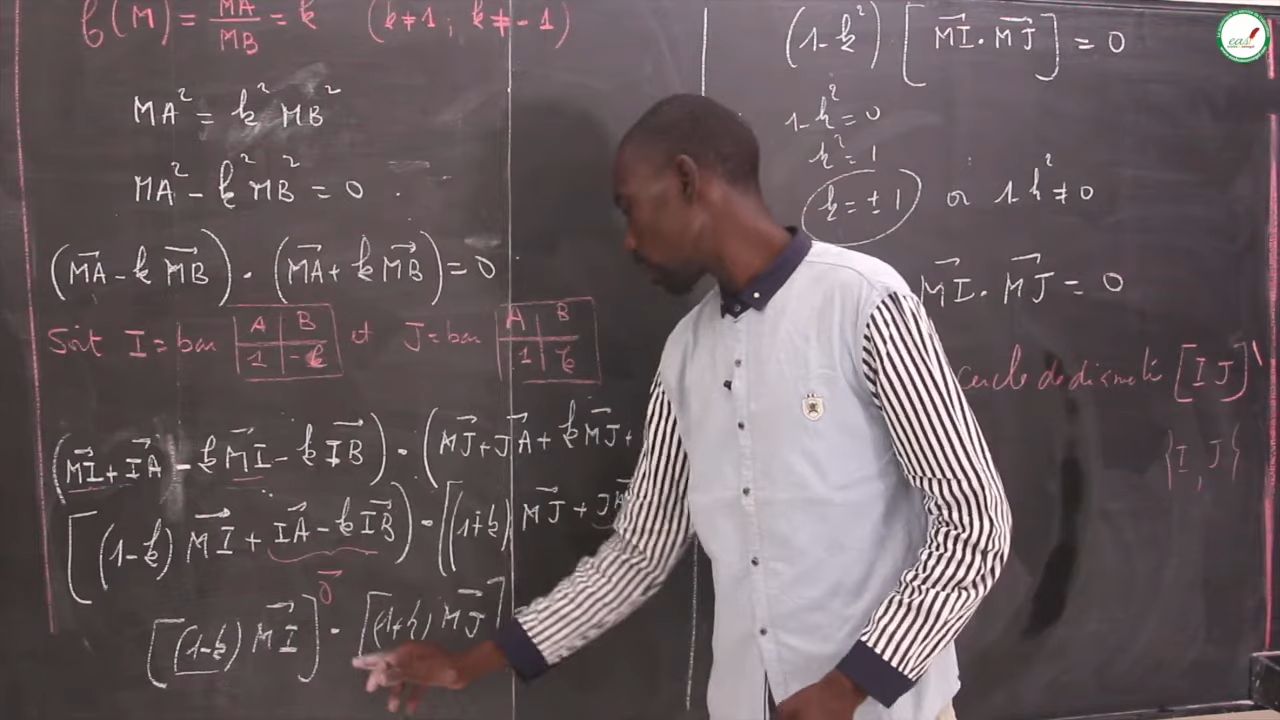 f(M) = MA/MB = k (k≠1 ; k≠-1)
MA² = k² MB²
MA² - k² MB² = 0
(MA⃗ - k MB⃗) · (MA⃗ + k MB⃗) = 0
Soit I = bar A B 1 -k et J = bar A B 1 k
(MI⃗ + IA⃗ - k MI⃗ - k IB⃗) · (MJ⃗ + JA⃗ + k MJ⃗ +
[(1-k) MI⃗ + IA⃗ - k IB⃗) · [(1+k) MJ⃗ + JA⃗
0⃗
[(1-k) MI⃗] · [(1+k) MJ⃗]
(1-k²) [MI⃗ · MJ⃗] = 0
1-k² = 0
k² = 1
k = ±1 or 1-k² ≠ 0
MI⃗ · MJ⃗ = 0
cercle de diamètre [IJ]
{I, J}
eas!